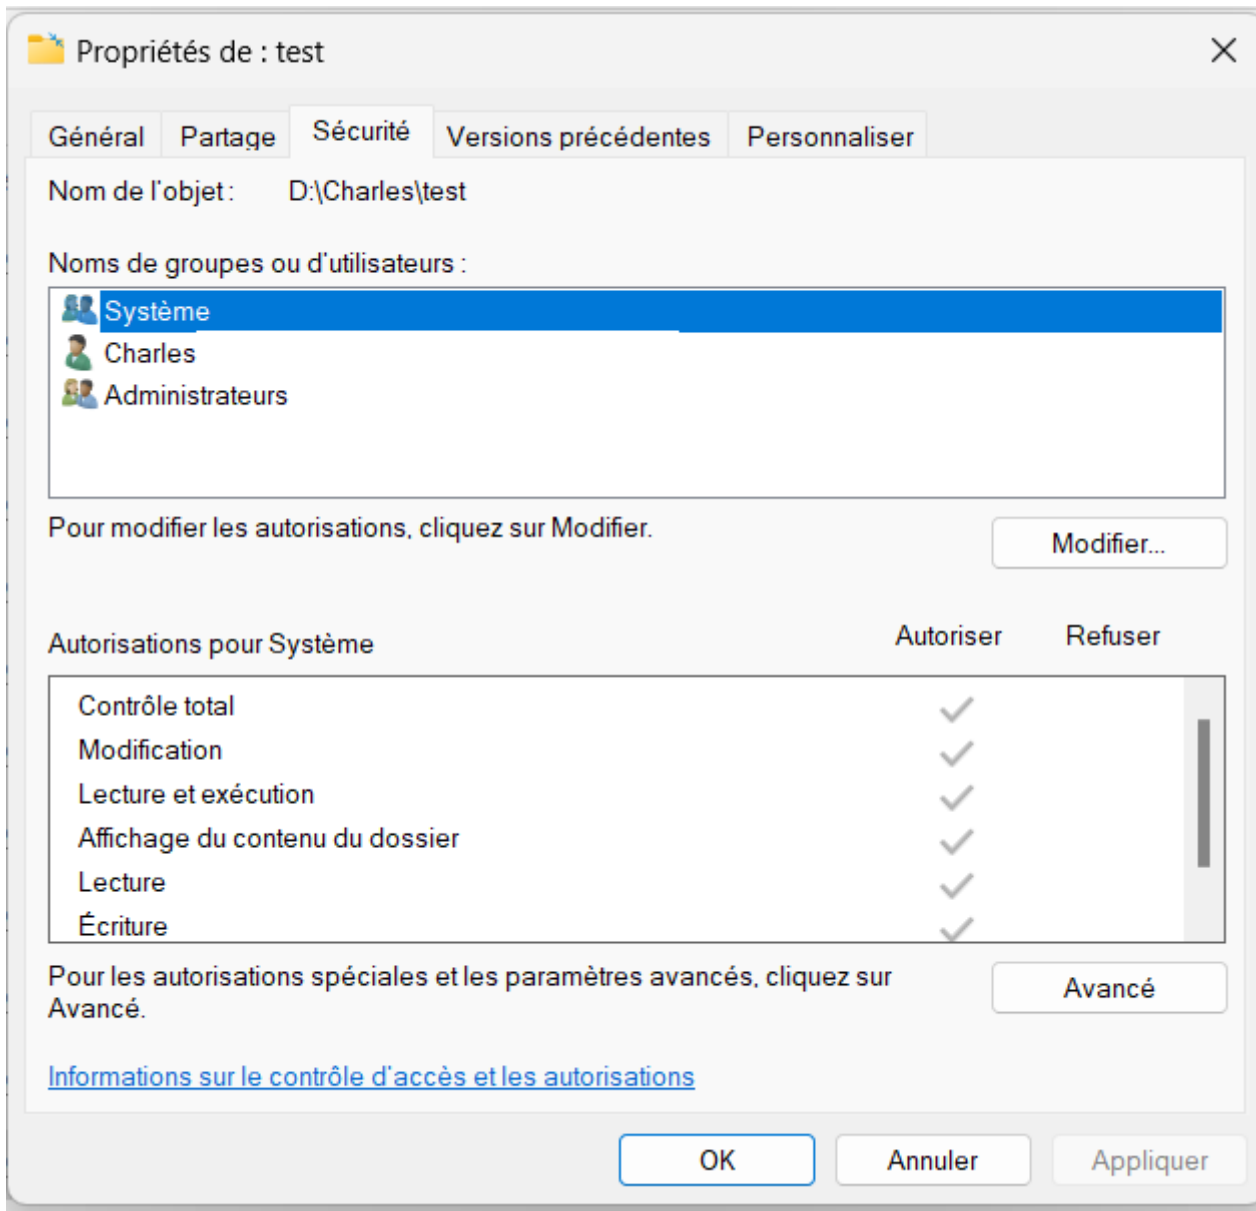 Propriétés de : test
Général Partage Sécurité Versions précédentes Personnaliser
Nom de l'objet : D:\Charles\test
Noms de groupes ou d'utilisateurs :
Système
Charles
Administrateurs
Pour modifier les autorisations, cliquez sur Modifier.
Modifier...
Autorisations pour Système Autoriser Refuser
Contrôle total
Modification
Lecture et exécution
Affichage du contenu du dossier
Lecture
Écriture
Pour les autorisations spéciales et les paramètres avancés, cliquez sur
Avancé.
Avancé
Informations sur le contrôle d'accès et les autorisations
OK Annuler Appliquer